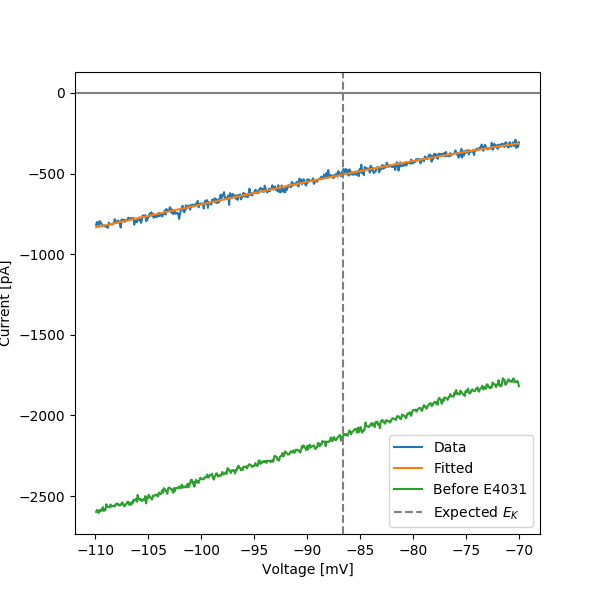 0
−500
−1000
−1500
−2000
−2500
Current [pA]
Data
Fitted
Before E4031
Expected E_K
−110
−105
−100
−95
−90
−85
−80
−75
−70
Voltage [mV]